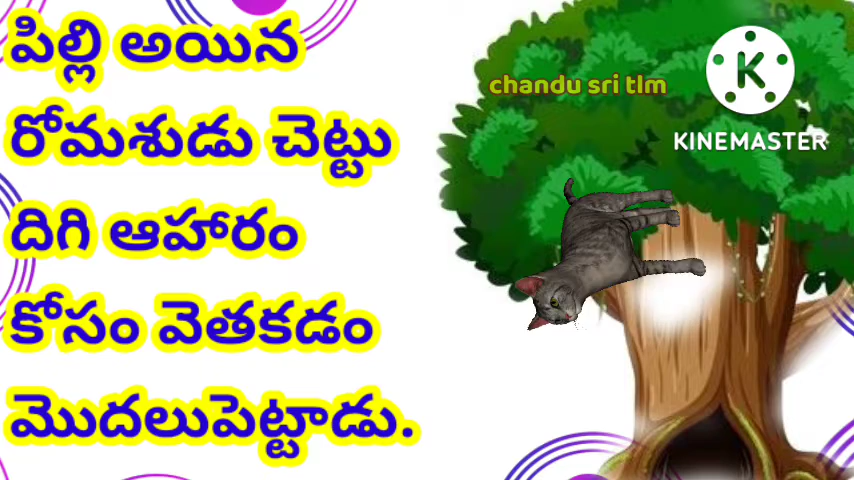 పిల్లి అయిన
రోమశుడు చెట్టు
దిగి ఆహారం
కోసం వెతకడం
మొదలుపెట్టాడు.
chandu sri tlm
K
KINEMASTER